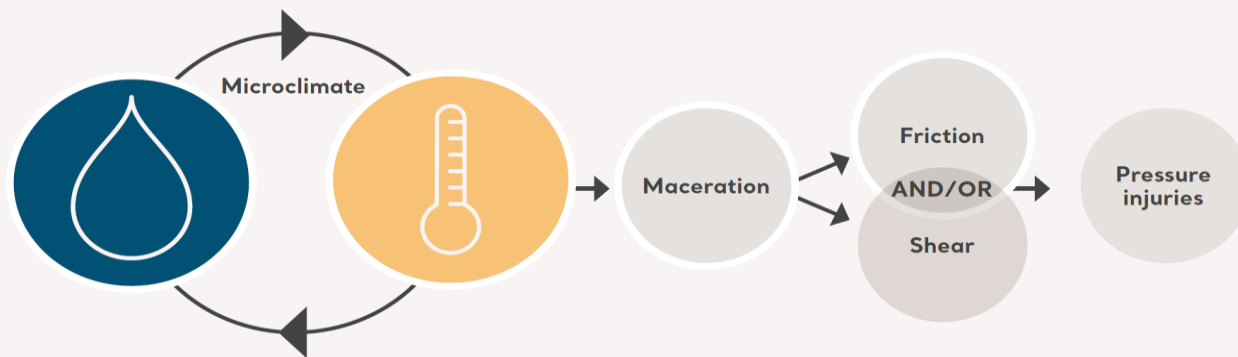 Microclimate
Maceration
Friction
AND/OR
Shear
Pressure
injuries